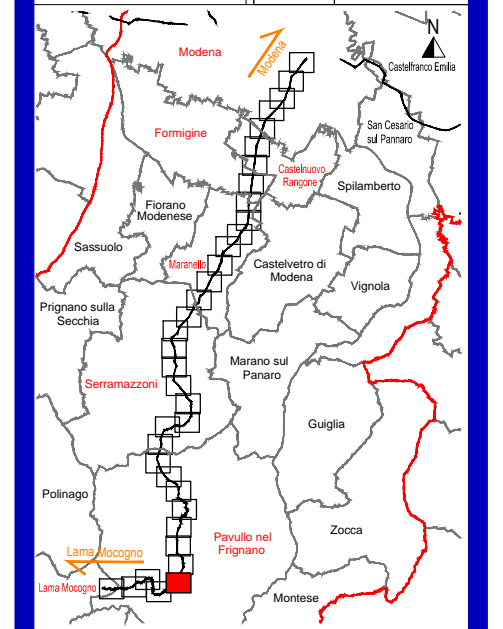 N
Modena
Modena
Castelfranco Emilia
San Cesario
sul Pannaro
Formigine
Castelnuovo
Rangone
Spilamberto
Fiorano
Modenese
Sassuolo
Maranello
Castelvetro di
Modena
Vignola
Prignano sulla
Secchia
Marano sul
Panaro
Serramazzoni
Guiglia
Polinago
Pavullo nel
Frignano
Zocca
Lama Mocogno
Lama Mocogno
Montese